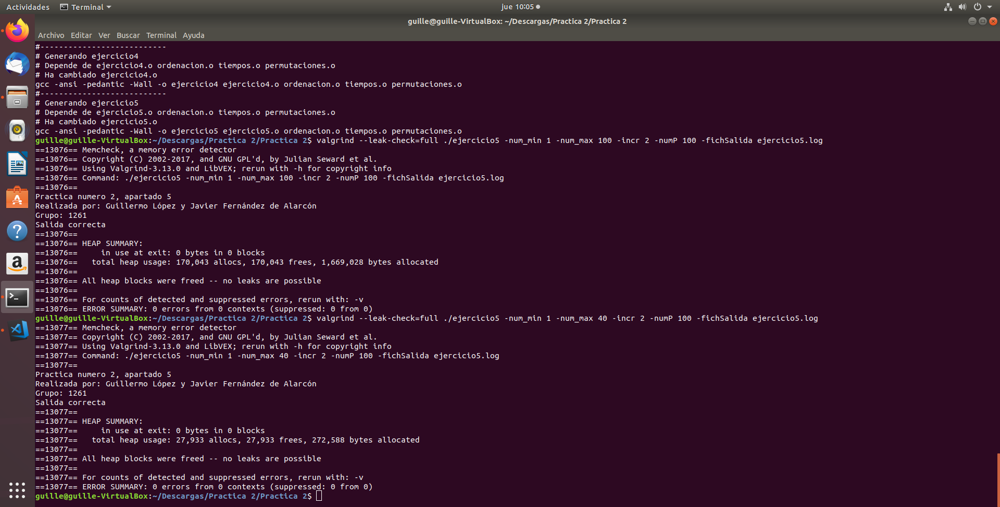 Actividades Terminal jue 10:05
guille@guille-VirtualBox: ~/Descargas/Practica 2/Practica 2
Archivo Editar Ver Buscar Terminal Ayuda
#---------------------------
# Generando ejercicio4
# Depende de ejercicio4.o ordenacion.o tiempos.o permutaciones.o
# Ha cambiado ejercicio4.o
gcc -ansi -pedantic -Wall -o ejercicio4 ejercicio4.o ordenacion.o tiempos.o permutaciones.o
#---------------------------
# Generando ejercicio5
# Depende de ejercicio5.o ordenacion.o tiempos.o permutaciones.o
# Ha cambiado ejercicio5.o
gcc -ansi -pedantic -Wall -o ejercicio5 ejercicio5.o ordenacion.o tiempos.o permutaciones.o
guille@guille-VirtualBox:~/Descargas/Practica 2/Practica 2$ valgrind --leak-check=full ./ejercicio5 -num_min 1 -num_max 100 -incr 2 -numP 100 -fichSalida ejercicio5.log
==13076== Memcheck, a memory error detector
==13076== Copyright (C) 2002-2017, and GNU GPL'd, by Julian Seward et al.
==13076== Using Valgrind-3.13.0 and LibVEX; rerun with -h for copyright info
==13076== Command: ./ejercicio5 -num_min 1 -num_max 100 -incr 2 -numP 100 -fichSalida ejercicio5.log
==13076==
Practica numero 2, apartado 5
Realizada por: Guillermo López y Javier Fernández de Alarcón
Grupo: 1261
Salida correcta
==13076==
==13076== HEAP SUMMARY:
==13076==     in use at exit: 0 bytes in 0 blocks
==13076==   total heap usage: 170,043 allocs, 170,043 frees, 1,669,028 bytes allocated
==13076==
==13076== All heap blocks were freed -- no leaks are possible
==13076==
==13076== For counts of detected and suppressed errors, rerun with: -v
==13076== ERROR SUMMARY: 0 errors from 0 contexts (suppressed: 0 from 0)
guille@guille-VirtualBox:~/Descargas/Practica 2/Practica 2$ valgrind --leak-check=full ./ejercicio5 -num_min 1 -num_max 40 -incr 2 -numP 100 -fichSalida ejercicio5.log
==13077== Memcheck, a memory error detector
==13077== Copyright (C) 2002-2017, and GNU GPL'd, by Julian Seward et al.
==13077== Using Valgrind-3.13.0 and LibVEX; rerun with -h for copyright info
==13077== Command: ./ejercicio5 -num_min 1 -num_max 40 -incr 2 -numP 100 -fichSalida ejercicio5.log
==13077==
Practica numero 2, apartado 5
Realizada por: Guillermo López y Javier Fernández de Alarcón
Grupo: 1261
Salida correcta
==13077==
==13077== HEAP SUMMARY:
==13077==     in use at exit: 0 bytes in 0 blocks
==13077==   total heap usage: 27,933 allocs, 27,933 frees, 272,588 bytes allocated
==13077==
==13077== All heap blocks were freed -- no leaks are possible
==13077==
==13077== For counts of detected and suppressed errors, rerun with: -v
==13077== ERROR SUMMARY: 0 errors from 0 contexts (suppressed: 0 from 0)
guille@guille-VirtualBox:~/Descargas/Practica 2/Practica 2$